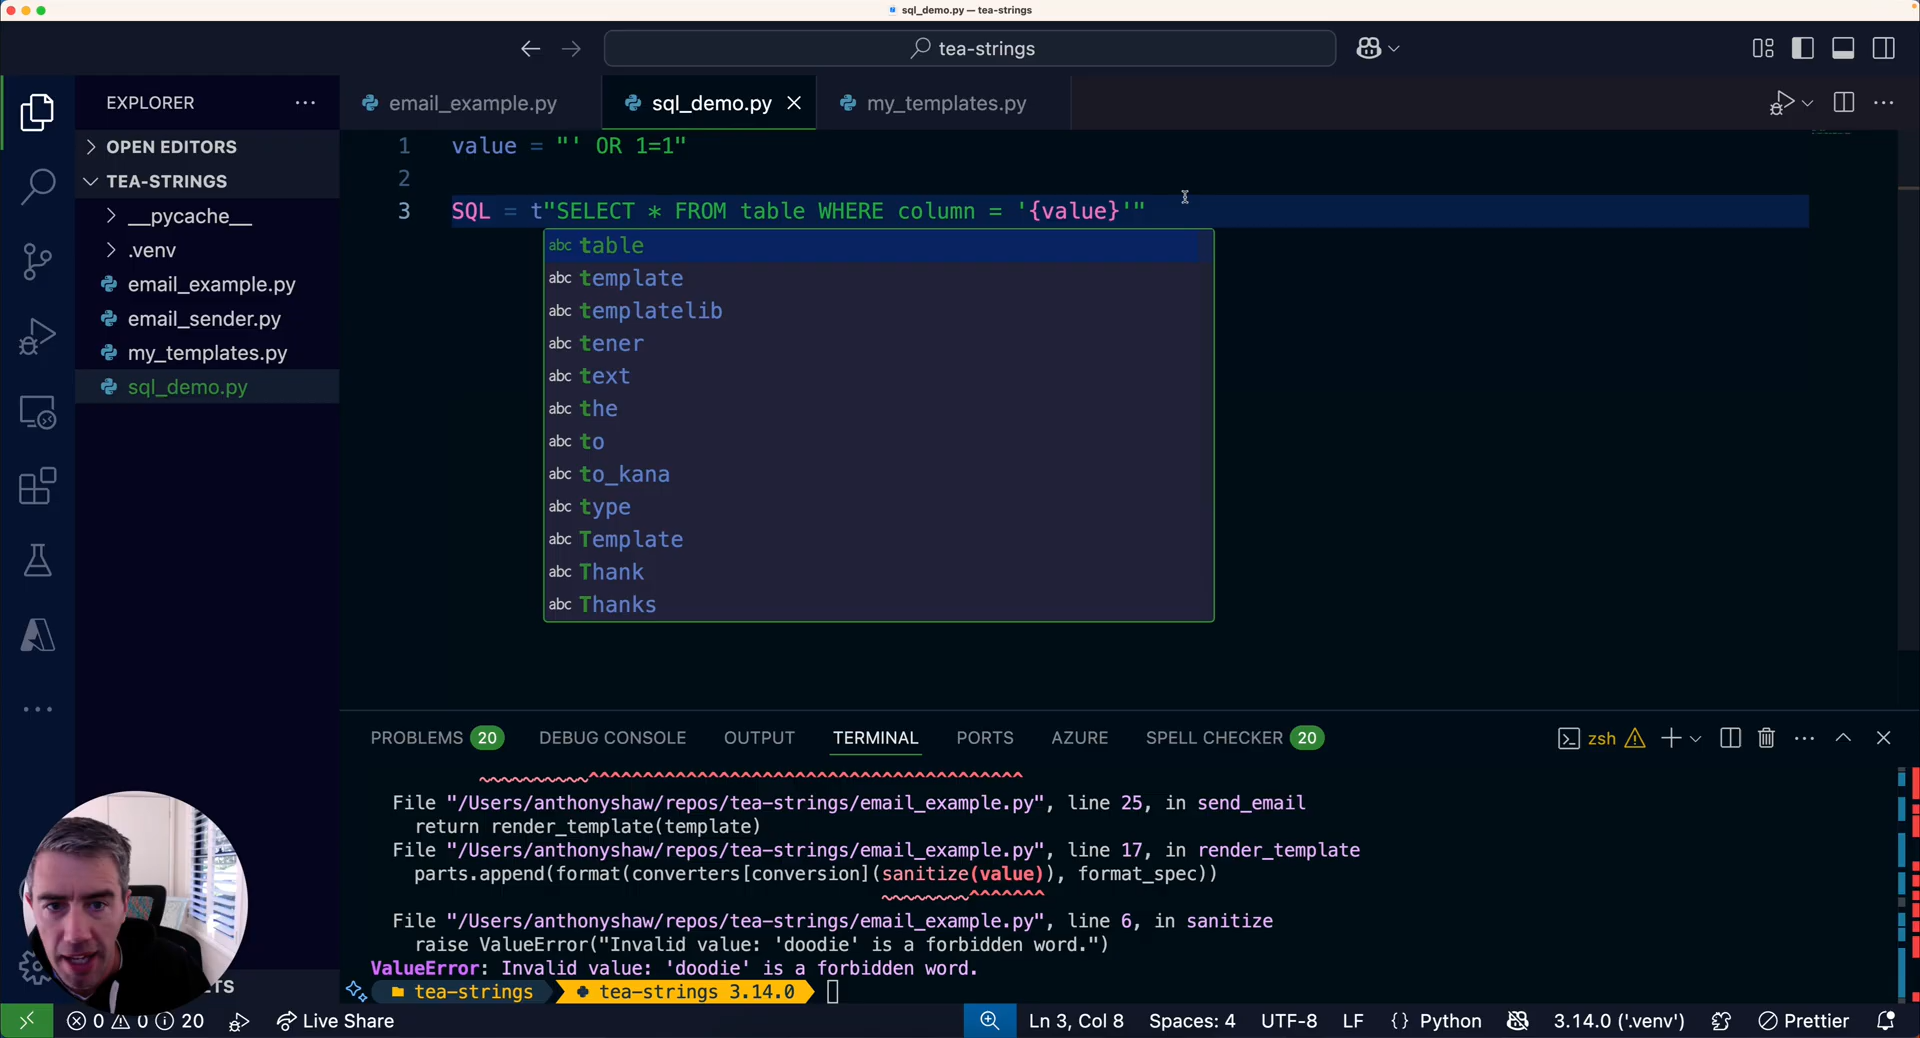 sql_demo.py — tea-strings
tea-strings
EXPLORER
OPEN EDITORS
TEA-STRINGS
__pycache__
.venv
email_example.py
email_sender.py
my_templates.py
sql_demo.py
email_example.py
sql_demo.py
my_templates.py
1 value = "' OR 1=1"
2
3 SQL = t"SELECT * FROM table WHERE column = '{value}'"
abc table
abc template
abc templatelib
abc tener
abc text
abc the
abc to
abc to_kana
abc type
abc Template
abc Thank
abc Thanks
PROBLEMS 20 DEBUG CONSOLE OUTPUT TERMINAL PORTS AZURE SPELL CHECKER 20
zsh
File "/Users/anthonyshaw/repos/tea-strings/email_example.py", line 25, in send_email
return render_template(template)
File "/Users/anthonyshaw/repos/tea-strings/email_example.py", line 17, in render_template
parts.append(format(converters[conversion](sanitize(value)), format_spec))
File "/Users/anthonyshaw/repos/tea-strings/email_example.py", line 6, in sanitize
raise ValueError("Invalid value: 'doodie' is a forbidden word.")
ValueError: Invalid value: 'doodie' is a forbidden word.
tea-strings tea-strings 3.14.0
0 0 20 Live Share Ln 3, Col 8 Spaces: 4 UTF-8 LF {} Python 3.14.0 ('.venv') Prettier